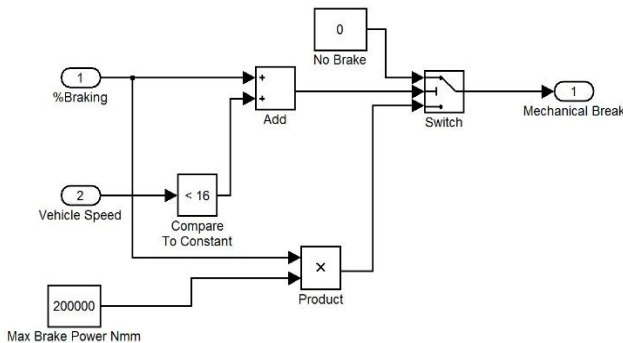 0
No Brake
1
%Braking
+
+
Add
Switch
1
Mechanical Break
2
Vehicle Speed
< 16
Compare
To Constant
×
Product
200000
Max Brake Power Nmm